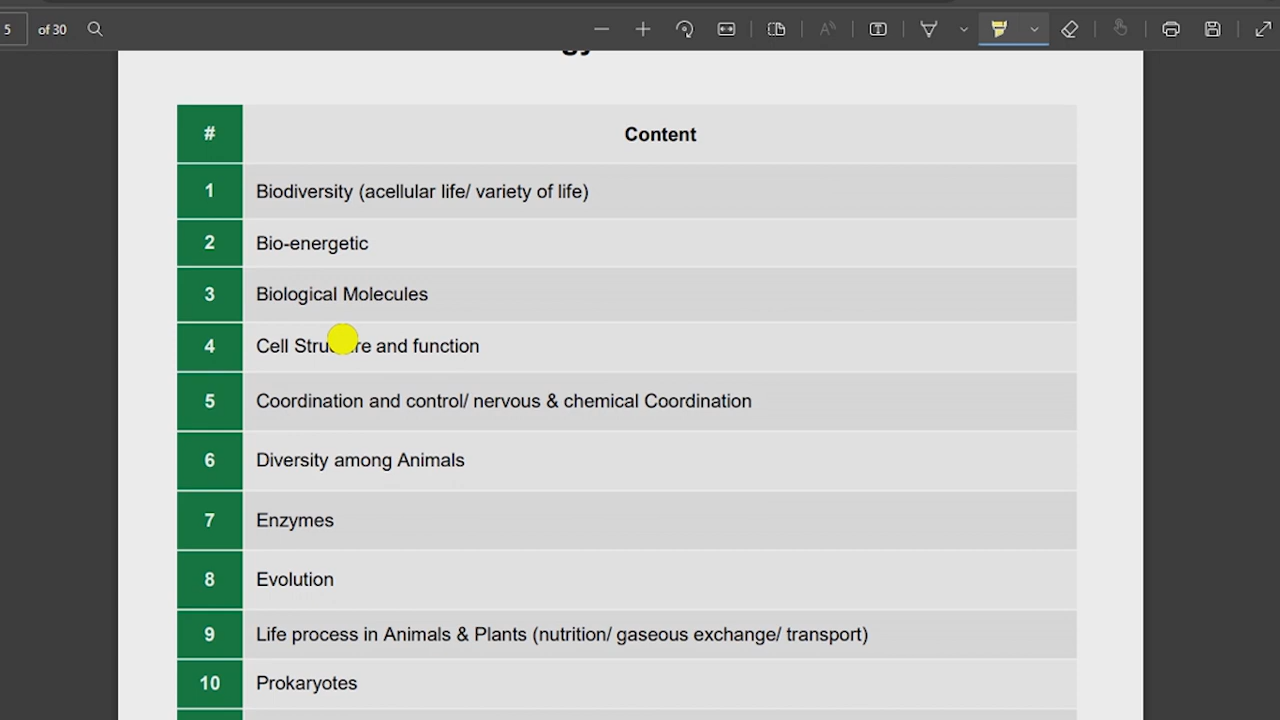 5 of 30
# Content
1 Biodiversity (acellular life/ variety of life)
2 Bio-energetic
3 Biological Molecules
4 Cell Structure and function
5 Coordination and control/ nervous & chemical Coordination
6 Diversity among Animals
7 Enzymes
8 Evolution
9 Life process in Animals & Plants (nutrition/ gaseous exchange/ transport)
10 Prokaryotes